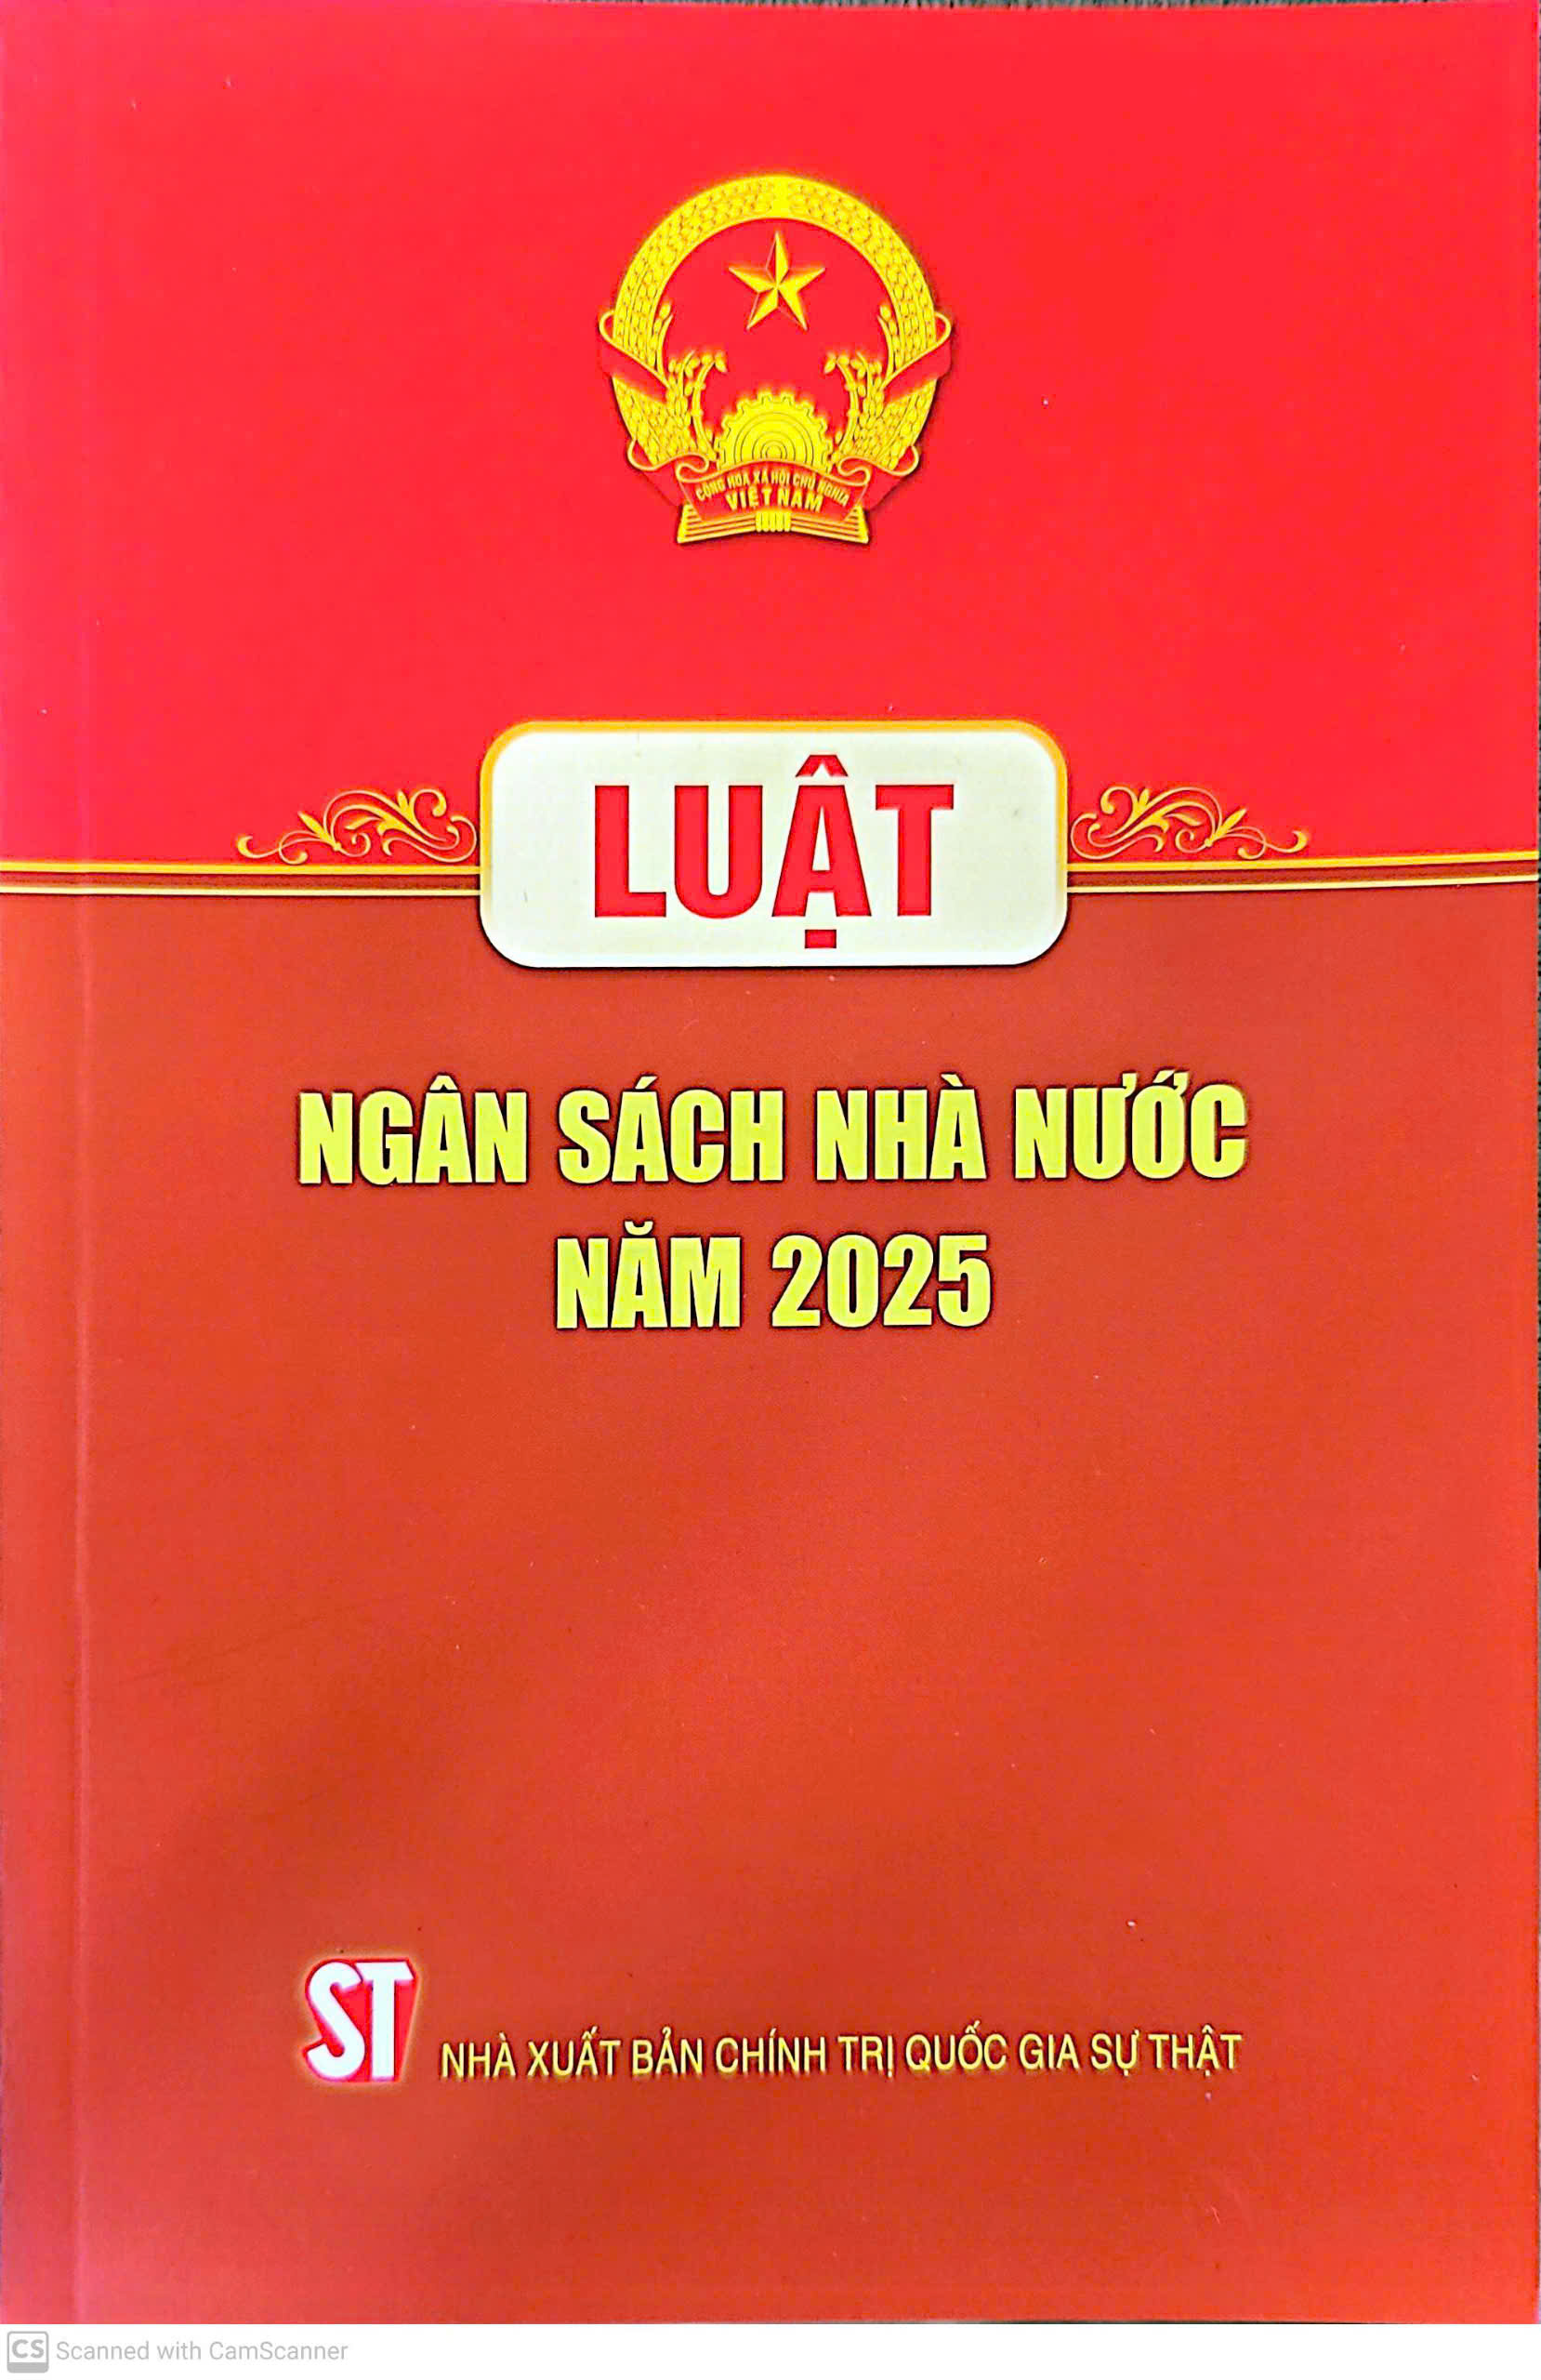 CỘNG HÒA XÃ HỘI CHỦ NGHĨA
VIỆT NAM
LUẬT
NGÂN SÁCH NHÀ NƯỚC
NĂM 2025
ST
NHÀ XUẤT BẢN CHÍNH TRỊ QUỐC GIA SỰ THẬT
CS Scanned with CamScanner